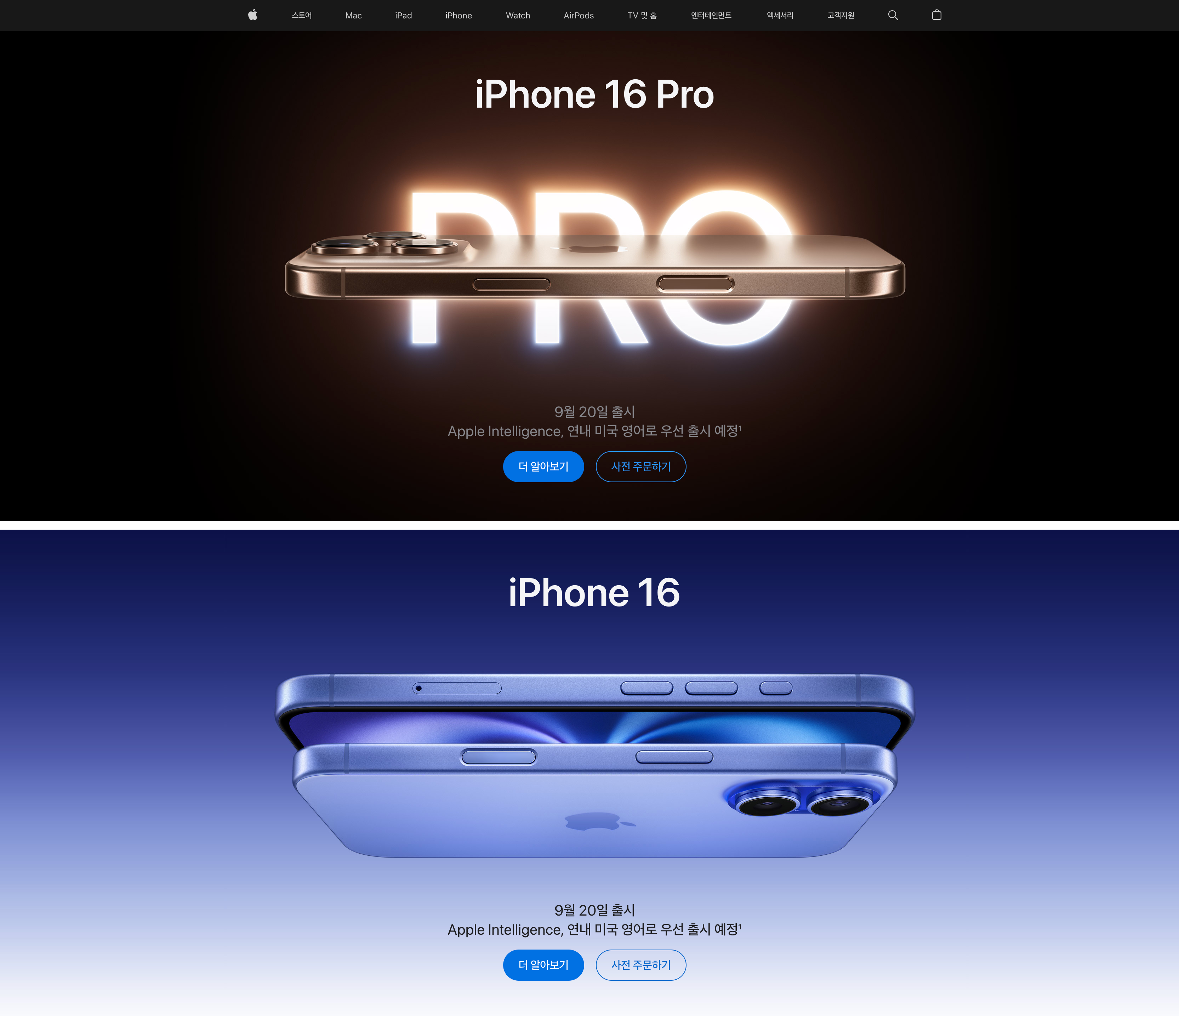 스토어 Mac iPad iPhone Watch AirPods TV 및 홈 엔터테인먼트 액세서리 고객지원
iPhone 16 Pro
PRO
9월 20일 출시
Apple Intelligence, 연내 미국 영어로 우선 출시 예정¹
더 알아보기 사전 주문하기
iPhone 16
9월 20일 출시
Apple Intelligence, 연내 미국 영어로 우선 출시 예정¹
더 알아보기 사전 주문하기